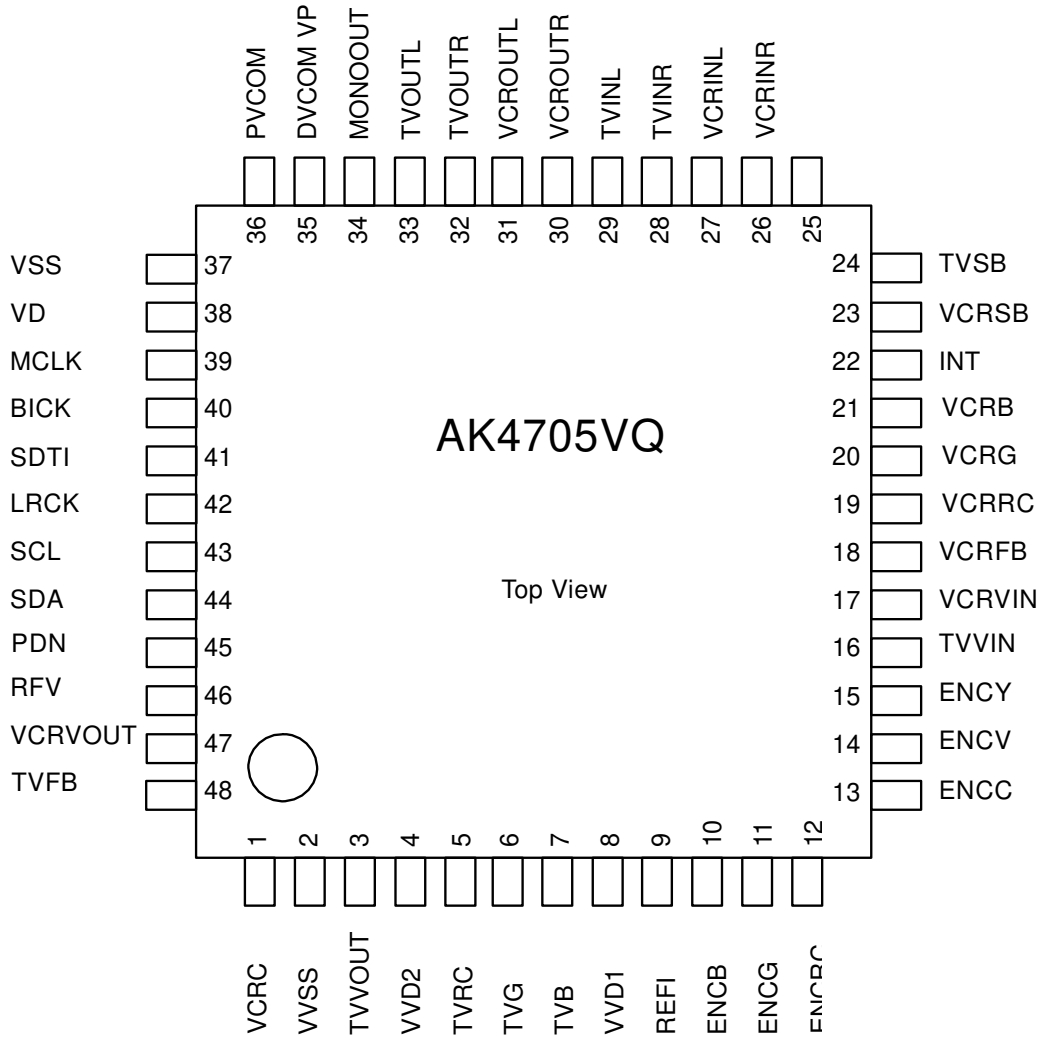 PVCOM
DVCOM VP
MONOOUT
TVOUTL
TVOUTR
VCROUTL
VCROUTR
TVINL
TVINR
VCRINL
VCRINR
36
35
34
33
32
31
30
29
28
27
26
25
VSS 37
VD 38
MCLK 39
BICK 40
SDTI 41
LRCK 42
SCL 43
SDA 44
PDN 45
RFV 46
VCRVOUT 47
TVFB 48
AK4705VQ
Top View
24 TVSB
23 VCRSB
22 INT
21 VCRB
20 VCRG
19 VCRRC
18 VCRFB
17 VCRVIN
16 TVVIN
15 ENCY
14 ENCV
13 ENCC
1
2
3
4
5
6
7
8
9
10
11
12
VCRC
VVSS
TVVOUT
VVD2
TVRC
TVG
TVB
VVD1
REFI
ENCB
ENCG